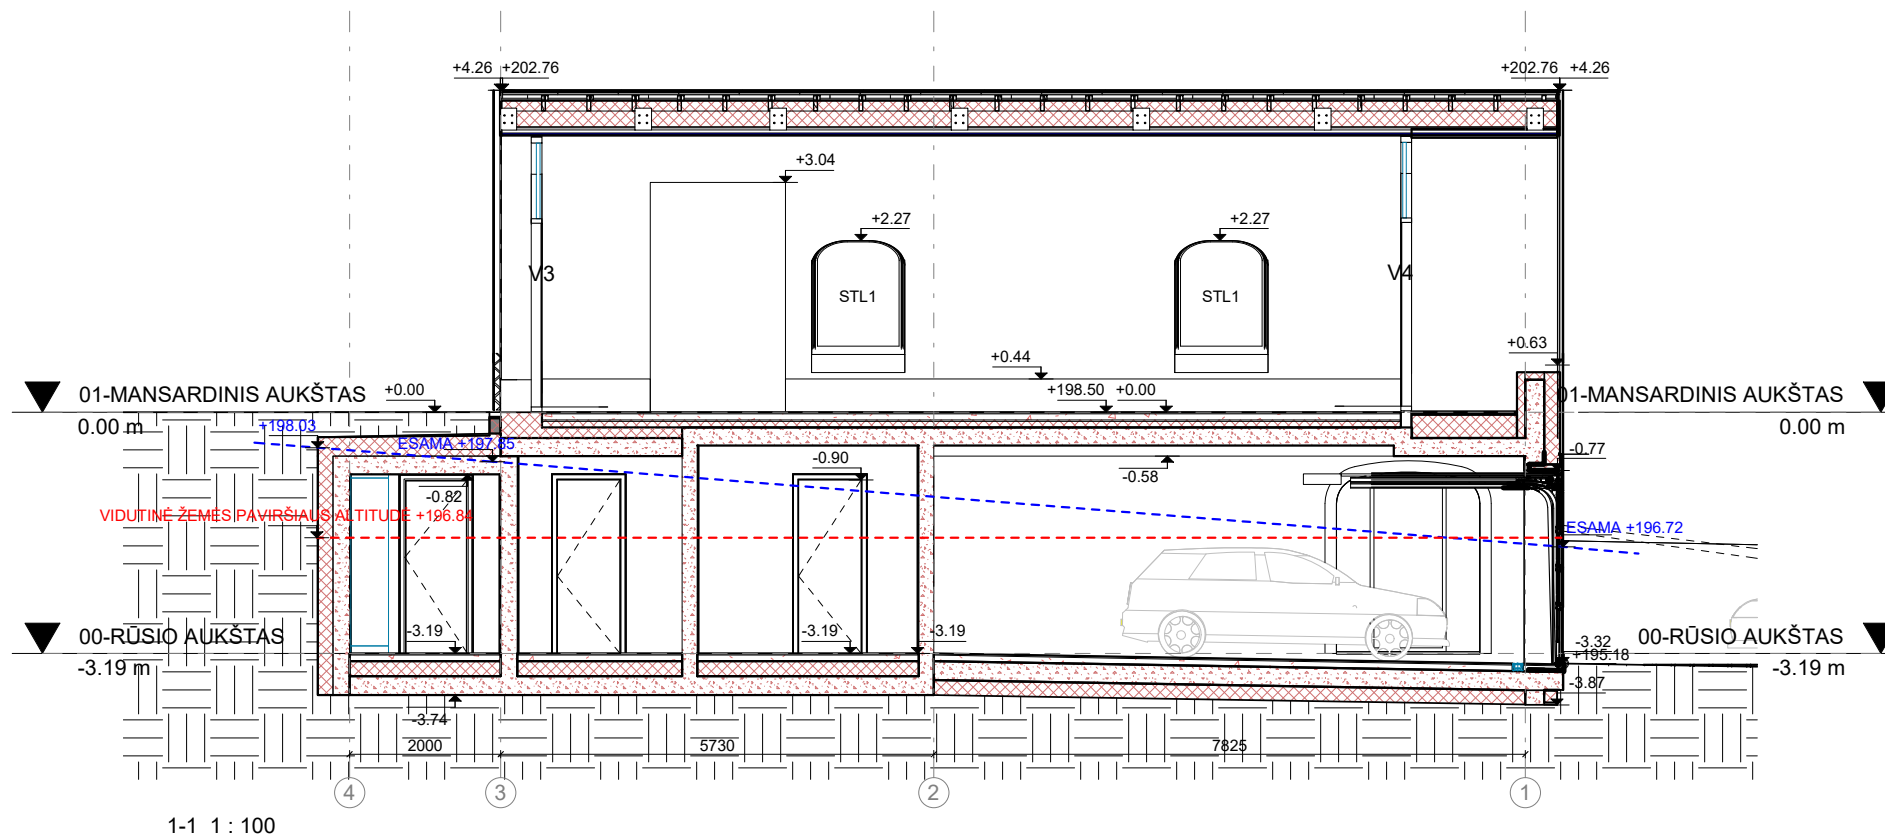 +4.26 +202.76
+202.76 +4.26
+3.04
+2.27
+2.27
V3
V4
STL1
STL1
+0.63
+0.44
01-MANSARDINIS AUKŠTAS
+0.00
+198.50 +0.00
01-MANSARDINIS AUKŠTAS
0.00 m
+198.03
0.00 m
ESAMA +197.85
-0.77
-0.90
-0.58
-0.82
VIDUTINĖ ŽEMĖS PAVIRŠIAUS ALTITUDĖ +196.84
ESAMA +196.72
00-RŪSIO AUKŠTAS
-3.19
-3.19
-3.19
-3.32
00-RŪSIO AUKŠTAS
+195.18
-3.19 m
-3.19 m
-3.87
-3.74
2000
5730
7825
4
3
2
1
1-1 1 : 100